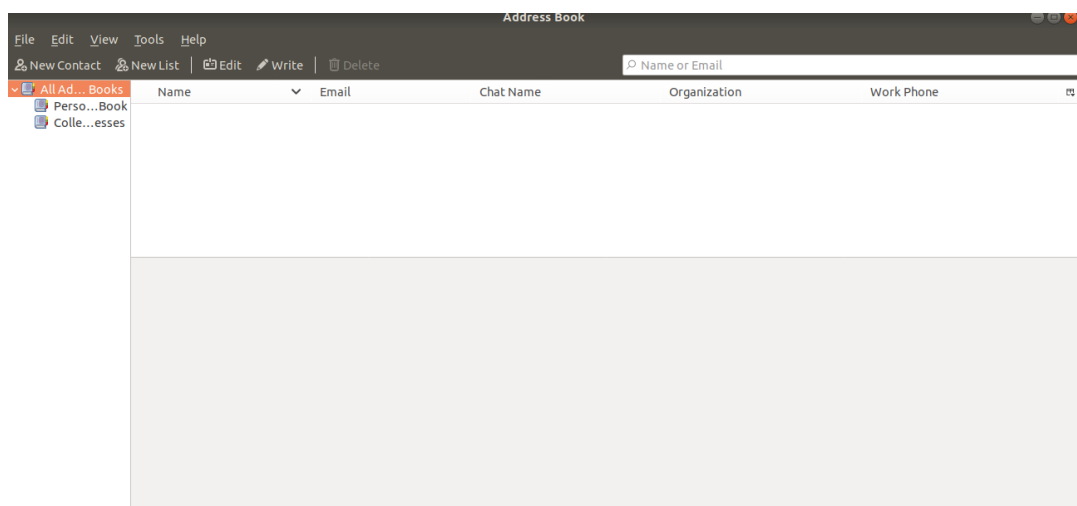 Address Book
File Edit View Tools Help
New Contact New List Edit Write Delete Name or Email
All Ad... Books Name Email Chat Name Organization Work Phone
Perso...Book
Colle...esses